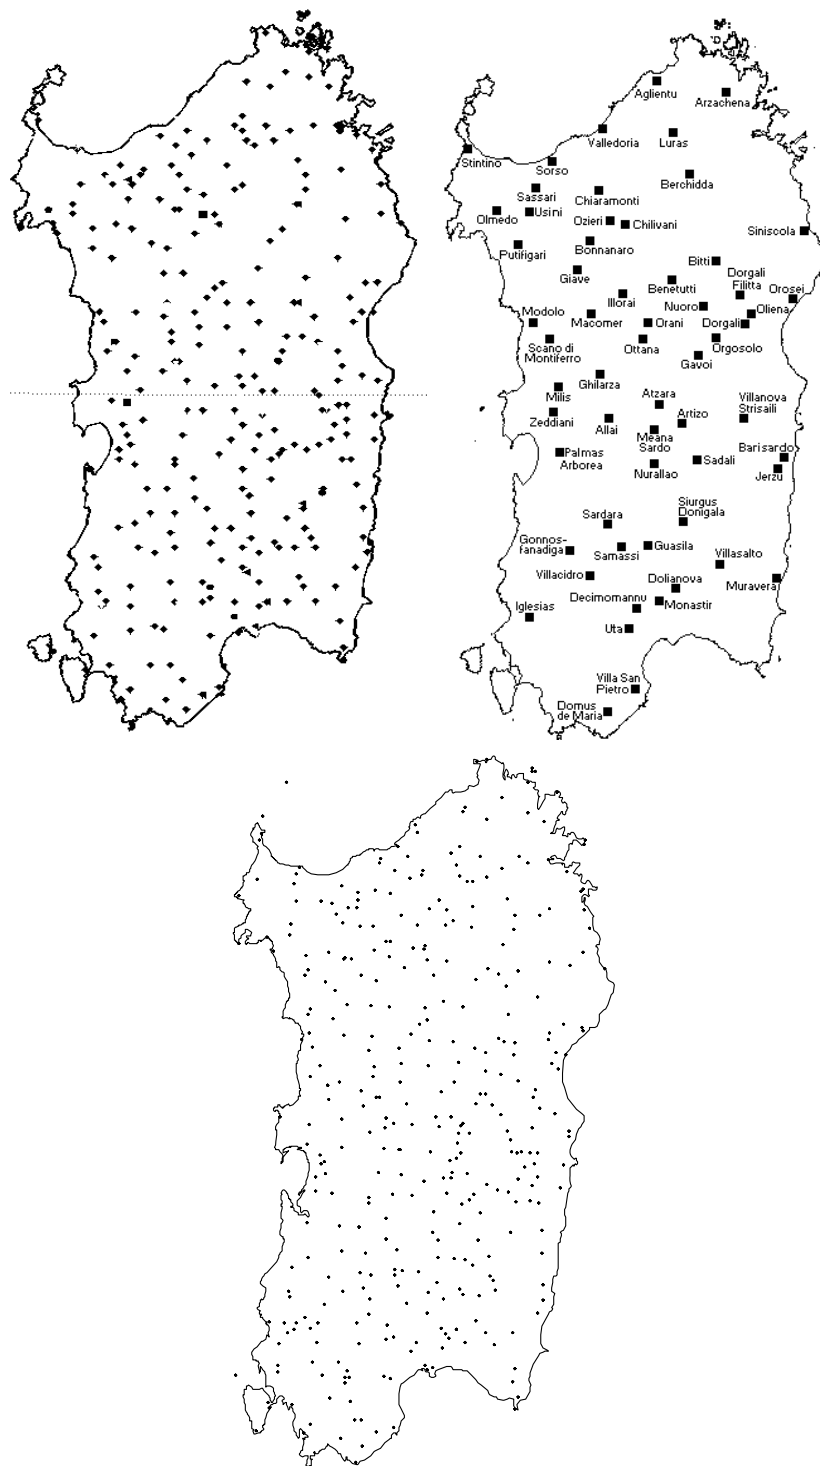 Aglientu
Arzachena
Valledoria
Luras
Stintino
Sorso
Berchidda
Sassari
Chiaramonti
Olmedo
Usini
Ozieri
Chilivani
Siniscola
Putifigari
Bonnanaro
Bitti
Giave
Benetutti
Dorgali
Filitta
Orosei
Illorai
Nuoro
Oliena
Modolo
Macomer
Orani
Dorgali
Scano di
Montiferro
Ottana
Orgosolo
Gavoi
Ghilarza
Milis
Atzara
Villanova
Strisaili
Zeddiani
Allai
Artizo
Meana
Sardo
Palmas
Arborea
Nurallao
Sadali
Barisardo
Jerzu
Siurgus
Donigala
Sardara
Gonnos-
fanadiga
Samassi
Guasila
Villasalto
Villacidro
Dolianova
Muravera
Decimomannu
Monastir
Iglesias
Uta
Villa San
Pietro
Domus
de Maria